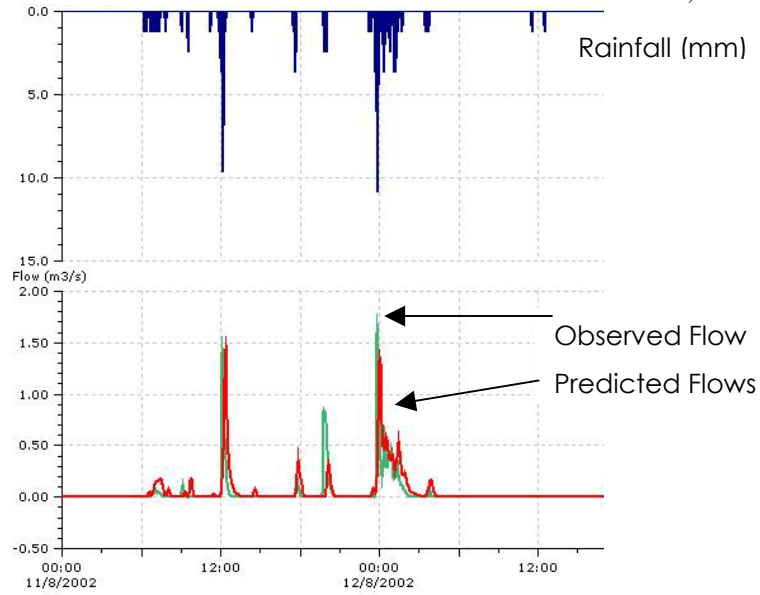 0.0
Rainfall (mm)
5.0
10.0
15.0
Flow (m3/s)
2.00
1.50
Observed Flow
1.00
Predicted Flows
0.50
0.00
-0.50
00:00 12:00 00:00 12:00
11/8/2002 12/8/2002